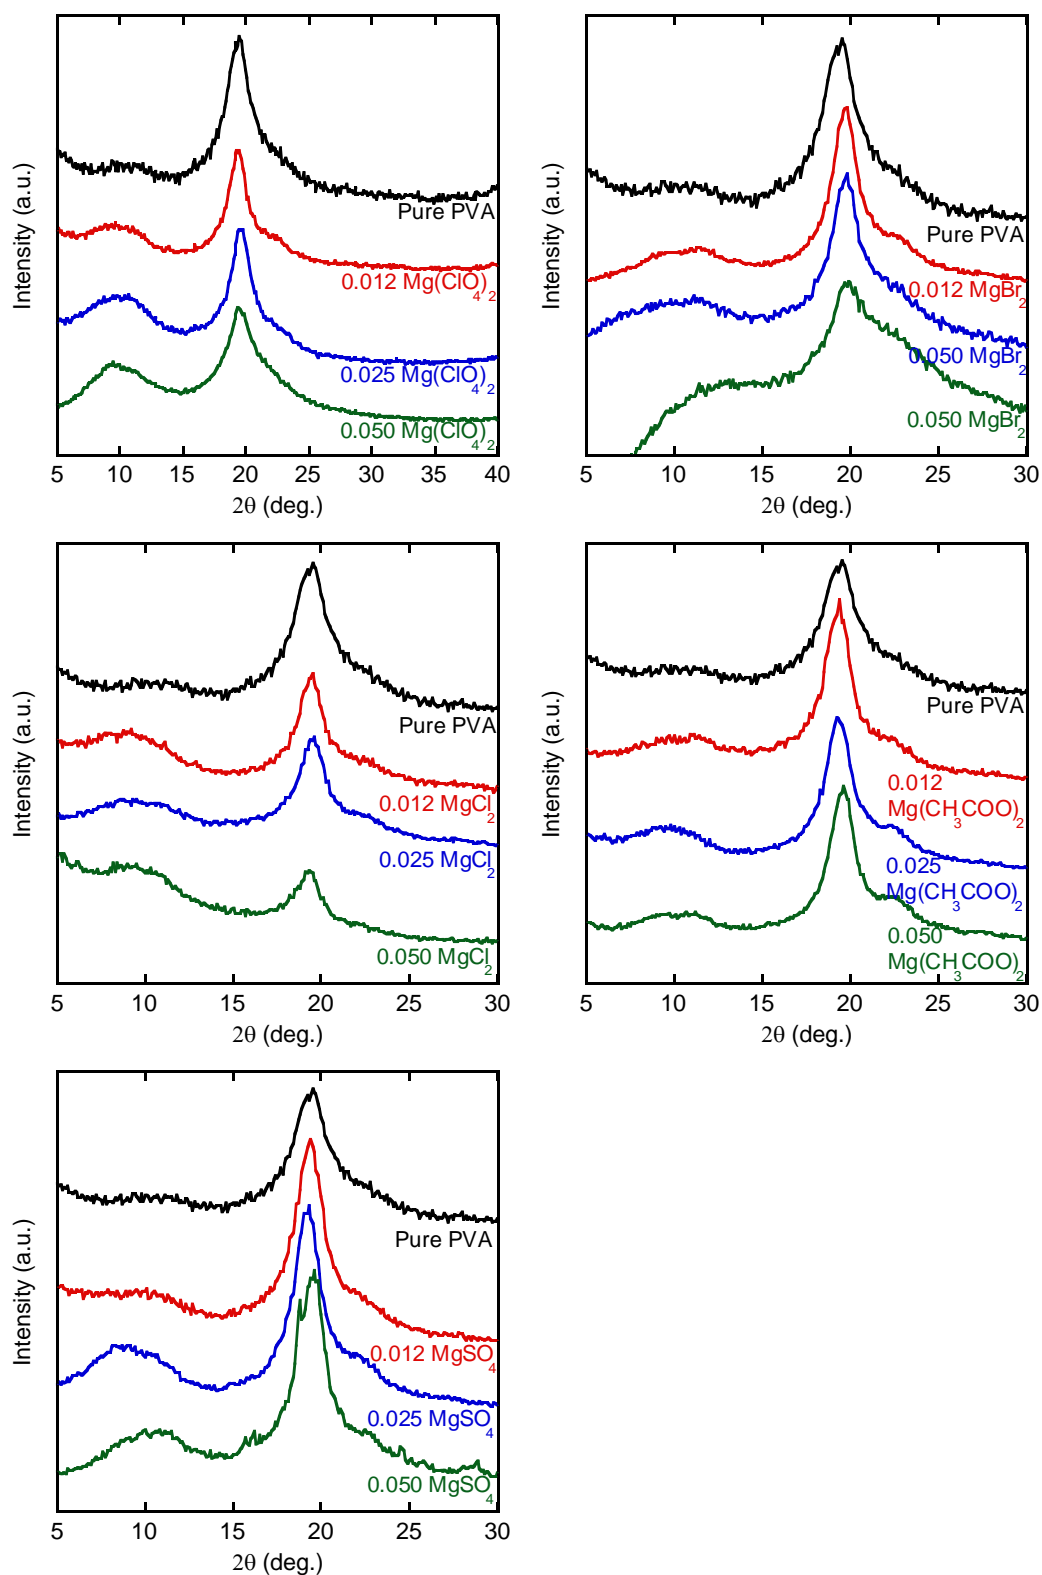 Intensity (a.u.)
Pure PVA
0.012 Mg(ClO₄)₂
0.025 Mg(ClO₄)₂
0.050 Mg(ClO₄)₂
5 10 15 20 25 30 35 40
2θ (deg.)
Intensity (a.u.)
Pure PVA
0.012 MgBr₂
0.050 MgBr₂
0.050 MgBr₂
5 10 15 20 25 30
2θ (deg.)
Intensity (a.u.)
Pure PVA
0.012 MgCl₂
0.025 MgCl₂
0.050 MgCl₂
5 10 15 20 25 30
2θ (deg.)
Intensity (a.u.)
Pure PVA
0.012
Mg(CH₃COO)₂
0.025
Mg(CH₃COO)₂
0.050
Mg(CH₃COO)₂
5 10 15 20 25 30
2θ (deg.)
Intensity (a.u.)
Pure PVA
0.012 MgSO₄
0.025 MgSO₄
0.050 MgSO₄
5 10 15 20 25 30
2θ (deg.)